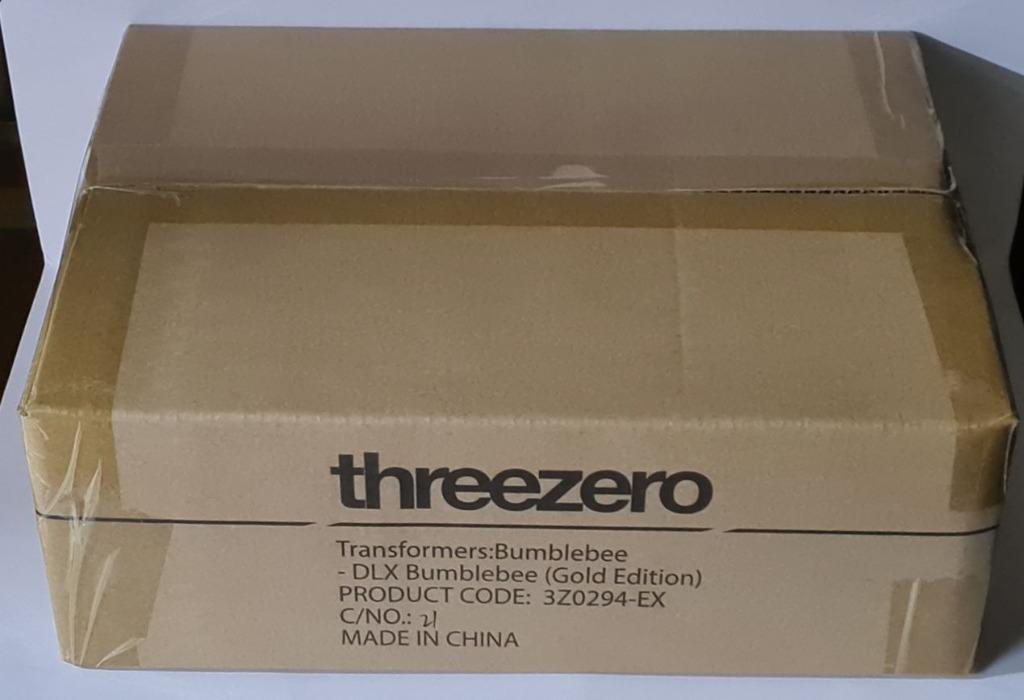 threezero
Transformers:Bumblebee
- DLX Bumblebee (Gold Edition)
PRODUCT CODE: 3Z0294-EX
C/NO.: 21
MADE IN CHINA